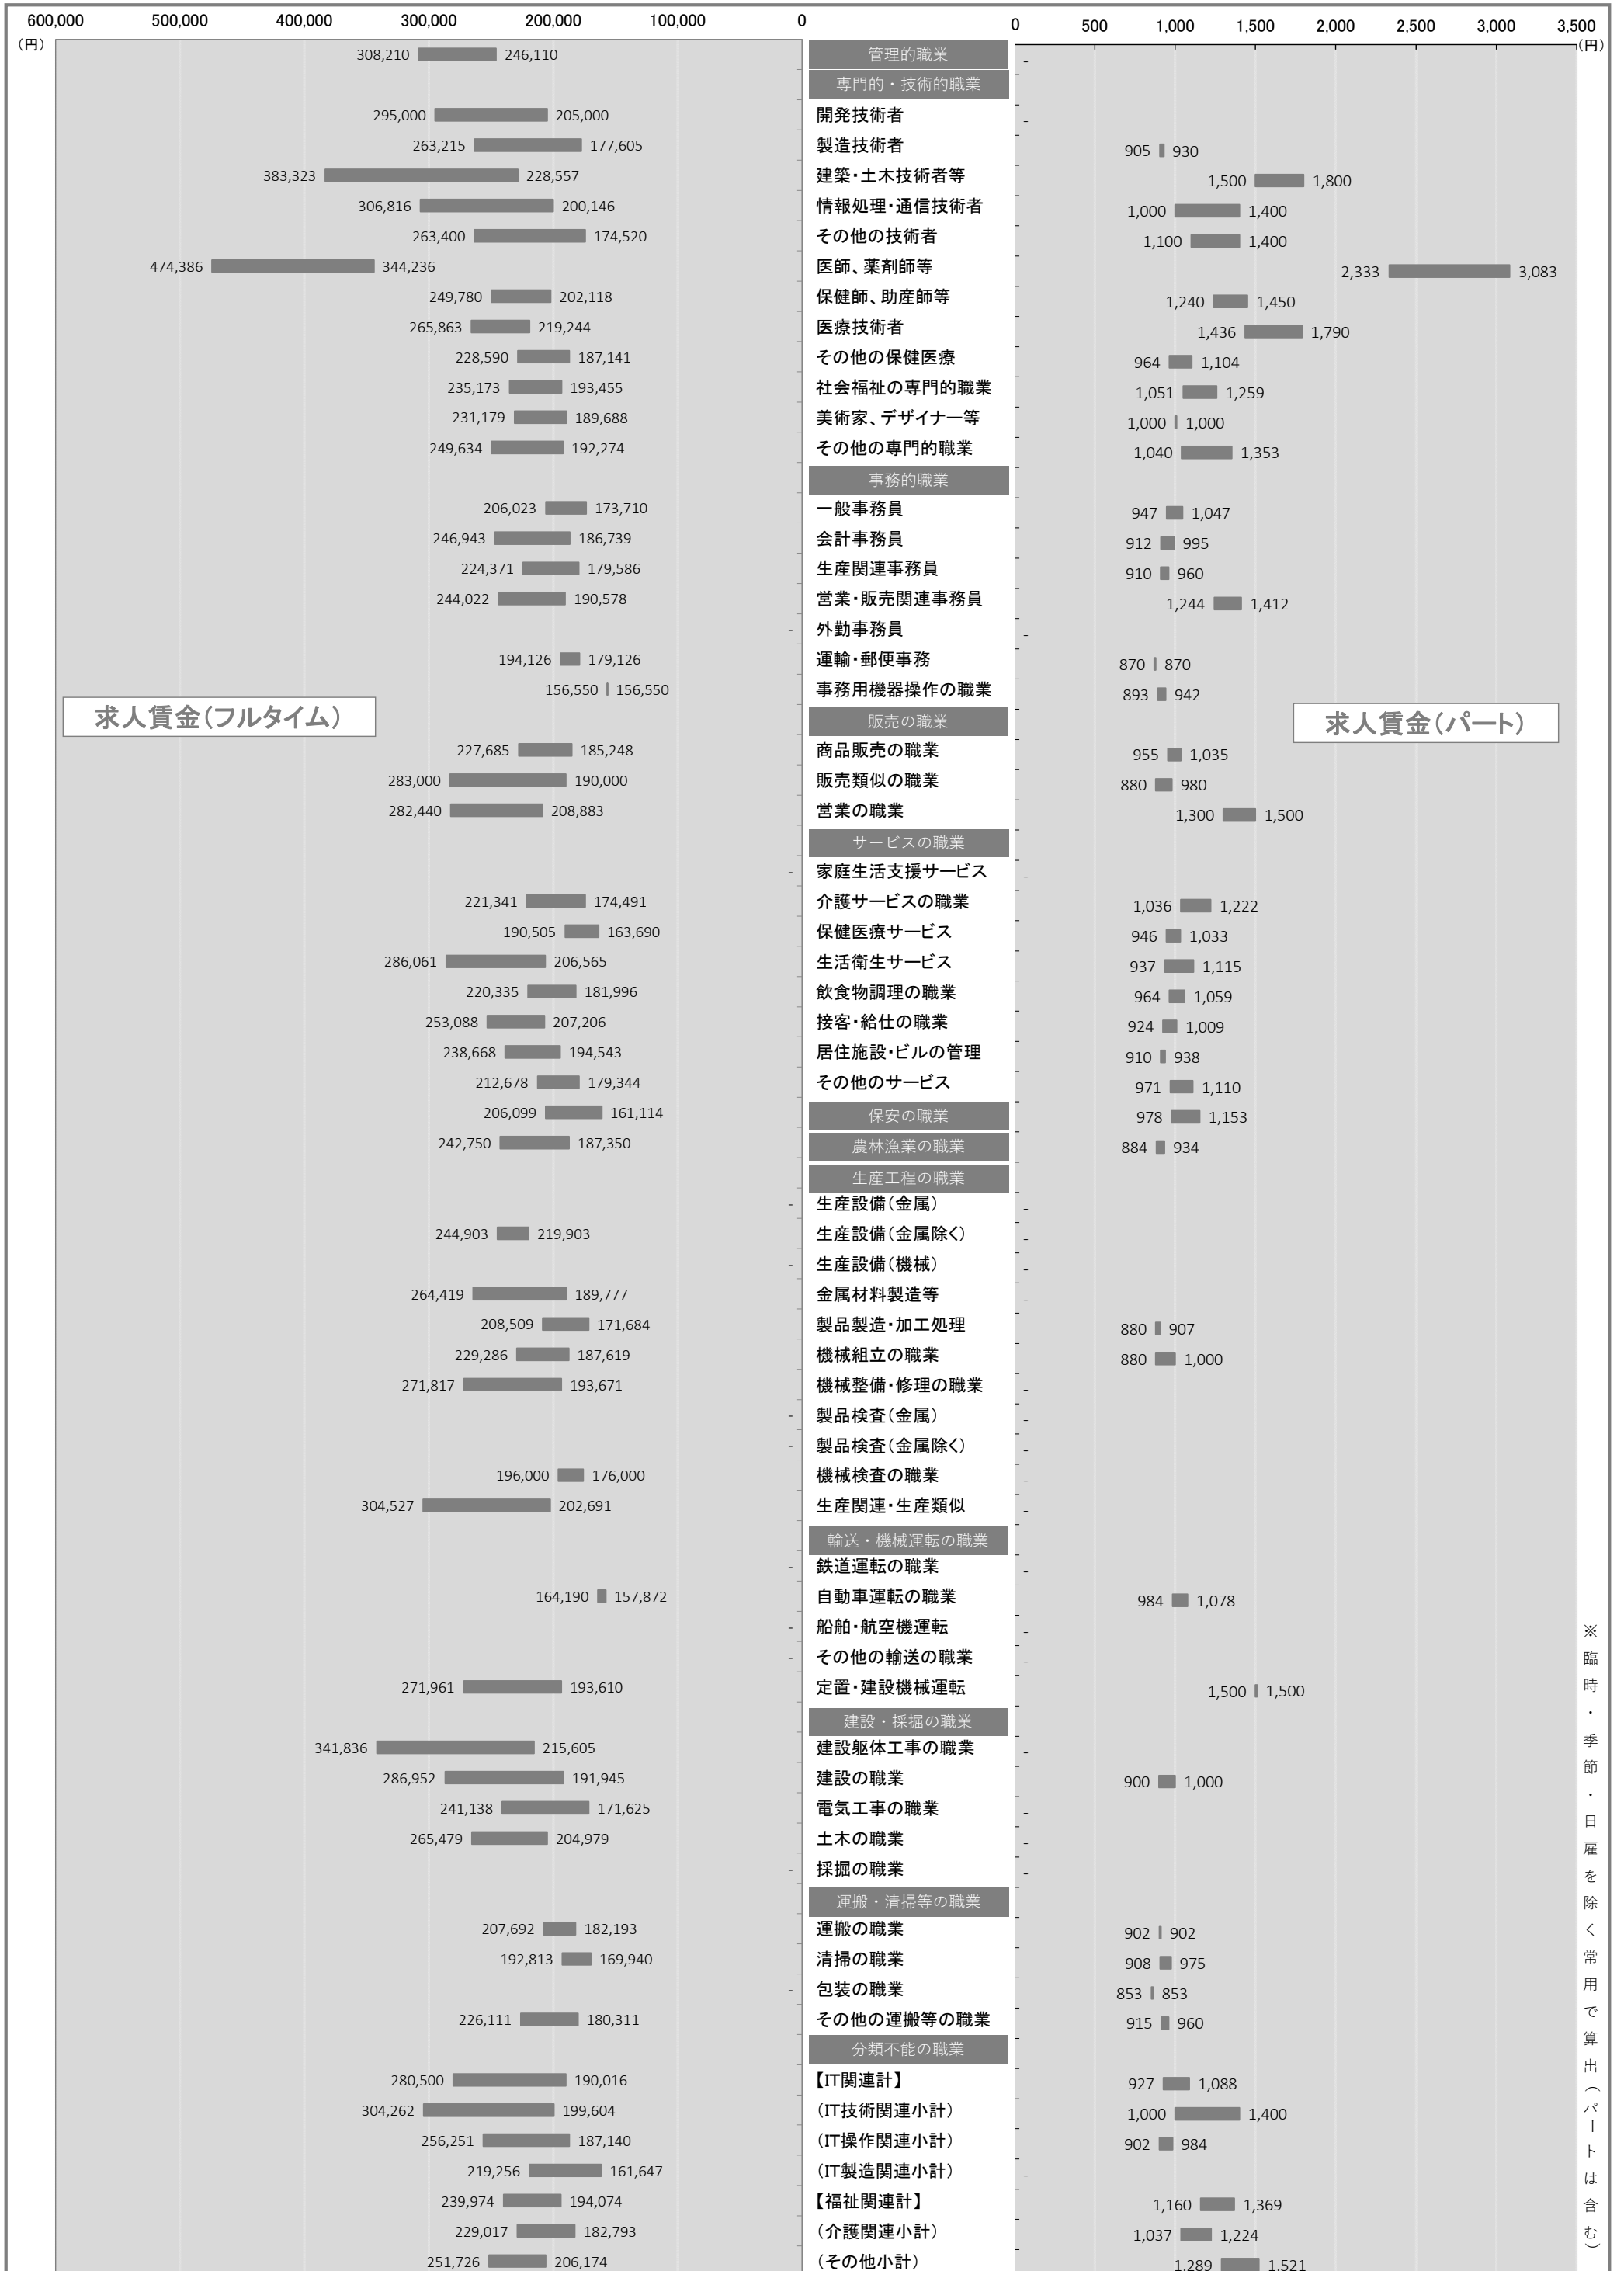 600,000 500,000 400,000 300,000 200,000 100,000 0 0 500 1,000 1,500 2,000 2,500 3,000 3,500
(円) (円)
308,210 246,110 管理的職業 -
専門的・技術的職業
295,000 205,000 開発技術者 -
263,215 177,605 製造技術者 905 930
383,323 228,557 建築・土木技術者等 1,500 1,800
306,816 200,146 情報処理・通信技術者 1,000 1,400
263,400 174,520 その他の技術者 1,100 1,400
474,386 344,236 医師、薬剤師等 2,333 3,083
249,780 202,118 保健師、助産師等 1,240 1,450
265,863 219,244 医療技術者 1,436 1,790
228,590 187,141 その他の保健医療 964 1,104
235,173 193,455 社会福祉の専門的職業 1,051 1,259
231,179 189,688 美術家、デザイナー等 1,000 1,000
249,634 192,274 その他の専門的職業 1,040 1,353
事務的職業
206,023 173,710 一般事務員 947 1,047
246,943 186,739 会計事務員 912 995
224,371 179,586 生産関連事務員 910 960
244,022 190,578 営業・販売関連事務員 1,244 1,412
- 外勤事務員 -
194,126 179,126 運輸・郵便事務 870 870
156,550 156,550 事務用機器操作の職業 893 942
求人賃金(フルタイム) 販売の職業 求人賃金(パート)
227,685 185,248 商品販売の職業 955 1,035
283,000 190,000 販売類似の職業 880 980
282,440 208,883 営業の職業 1,300 1,500
サービスの職業
- 家庭生活支援サービス -
221,341 174,491 介護サービスの職業 1,036 1,222
190,505 163,690 保健医療サービス 946 1,033
286,061 206,565 生活衛生サービス 937 1,115
220,335 181,996 飲食物調理の職業 964 1,059
253,088 207,206 接客・給仕の職業 924 1,009
238,668 194,543 居住施設・ビルの管理 910 938
212,678 179,344 その他のサービス 971 1,110
206,099 161,114 保安の職業 978 1,153
242,750 187,350 農林漁業の職業 884 934
生産工程の職業
- 生産設備(金属) -
244,903 219,903 生産設備(金属除く) -
- 生産設備(機械) -
264,419 189,777 金属材料製造等 -
208,509 171,684 製品製造・加工処理 880 907
229,286 187,619 機械組立の職業 880 1,000
271,817 193,671 機械整備・修理の職業 -
- 製品検査(金属) -
- 製品検査(金属除く) -
196,000 176,000 機械検査の職業 -
304,527 202,691 生産関連・生産類似 -
輸送・機械運転の職業
- 鉄道運転の職業 -
164,190 157,872 自動車運転の職業 984 1,078
- 船舶・航空機運転 -
- その他の輸送の職業 -
271,961 193,610 定置・建設機械運転 1,500 1,500
建設・採掘の職業
341,836 215,605 建設躯体工事の職業 -
286,952 191,945 建設の職業 900 1,000
241,138 171,625 電気工事の職業 -
265,479 204,979 土木の職業 -
- 採掘の職業 -
運搬・清掃等の職業
207,692 182,193 運搬の職業 902 902
192,813 169,940 清掃の職業 908 975
- 包装の職業 853 853
226,111 180,311 その他の運搬等の職業 915 960
分類不能の職業
280,500 190,016 【IT関連計】 927 1,088
304,262 199,604 (IT技術関連小計) 1,000 1,400
256,251 187,140 (IT操作関連小計) 902 984
219,256 161,647 (IT製造関連小計) -
239,974 194,074 【福祉関連計】 1,160 1,369
229,017 182,793 (介護関連小計) 1,037 1,224
251,726 206,174 (その他小計) 1,289 1,521
※臨時・季節・日雇を除く常用で算出(パートは含む)